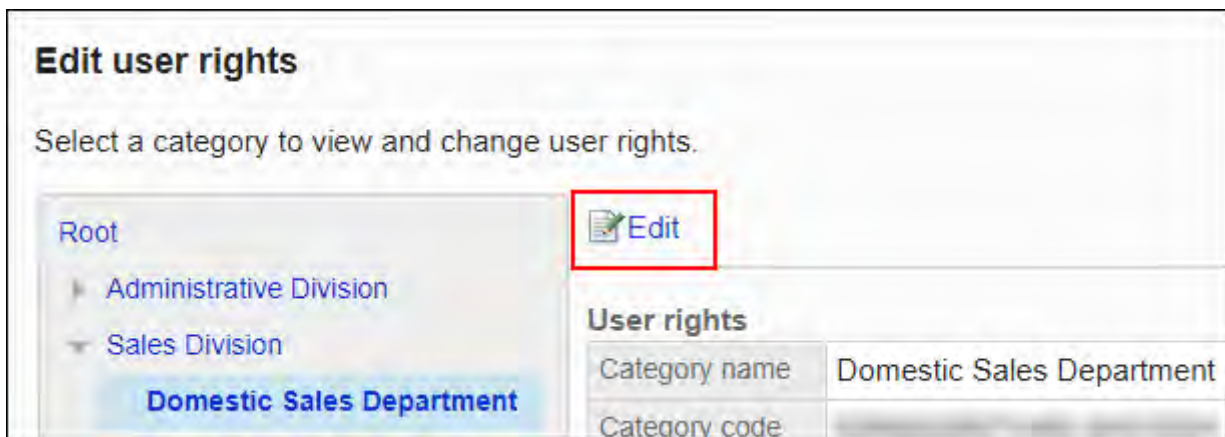 Edit user rights
Select a category to view and change user rights.
Root
Administrative Division
Sales Division
Domestic Sales Department
Edit
User rights
Category name Domestic Sales Department
Category code